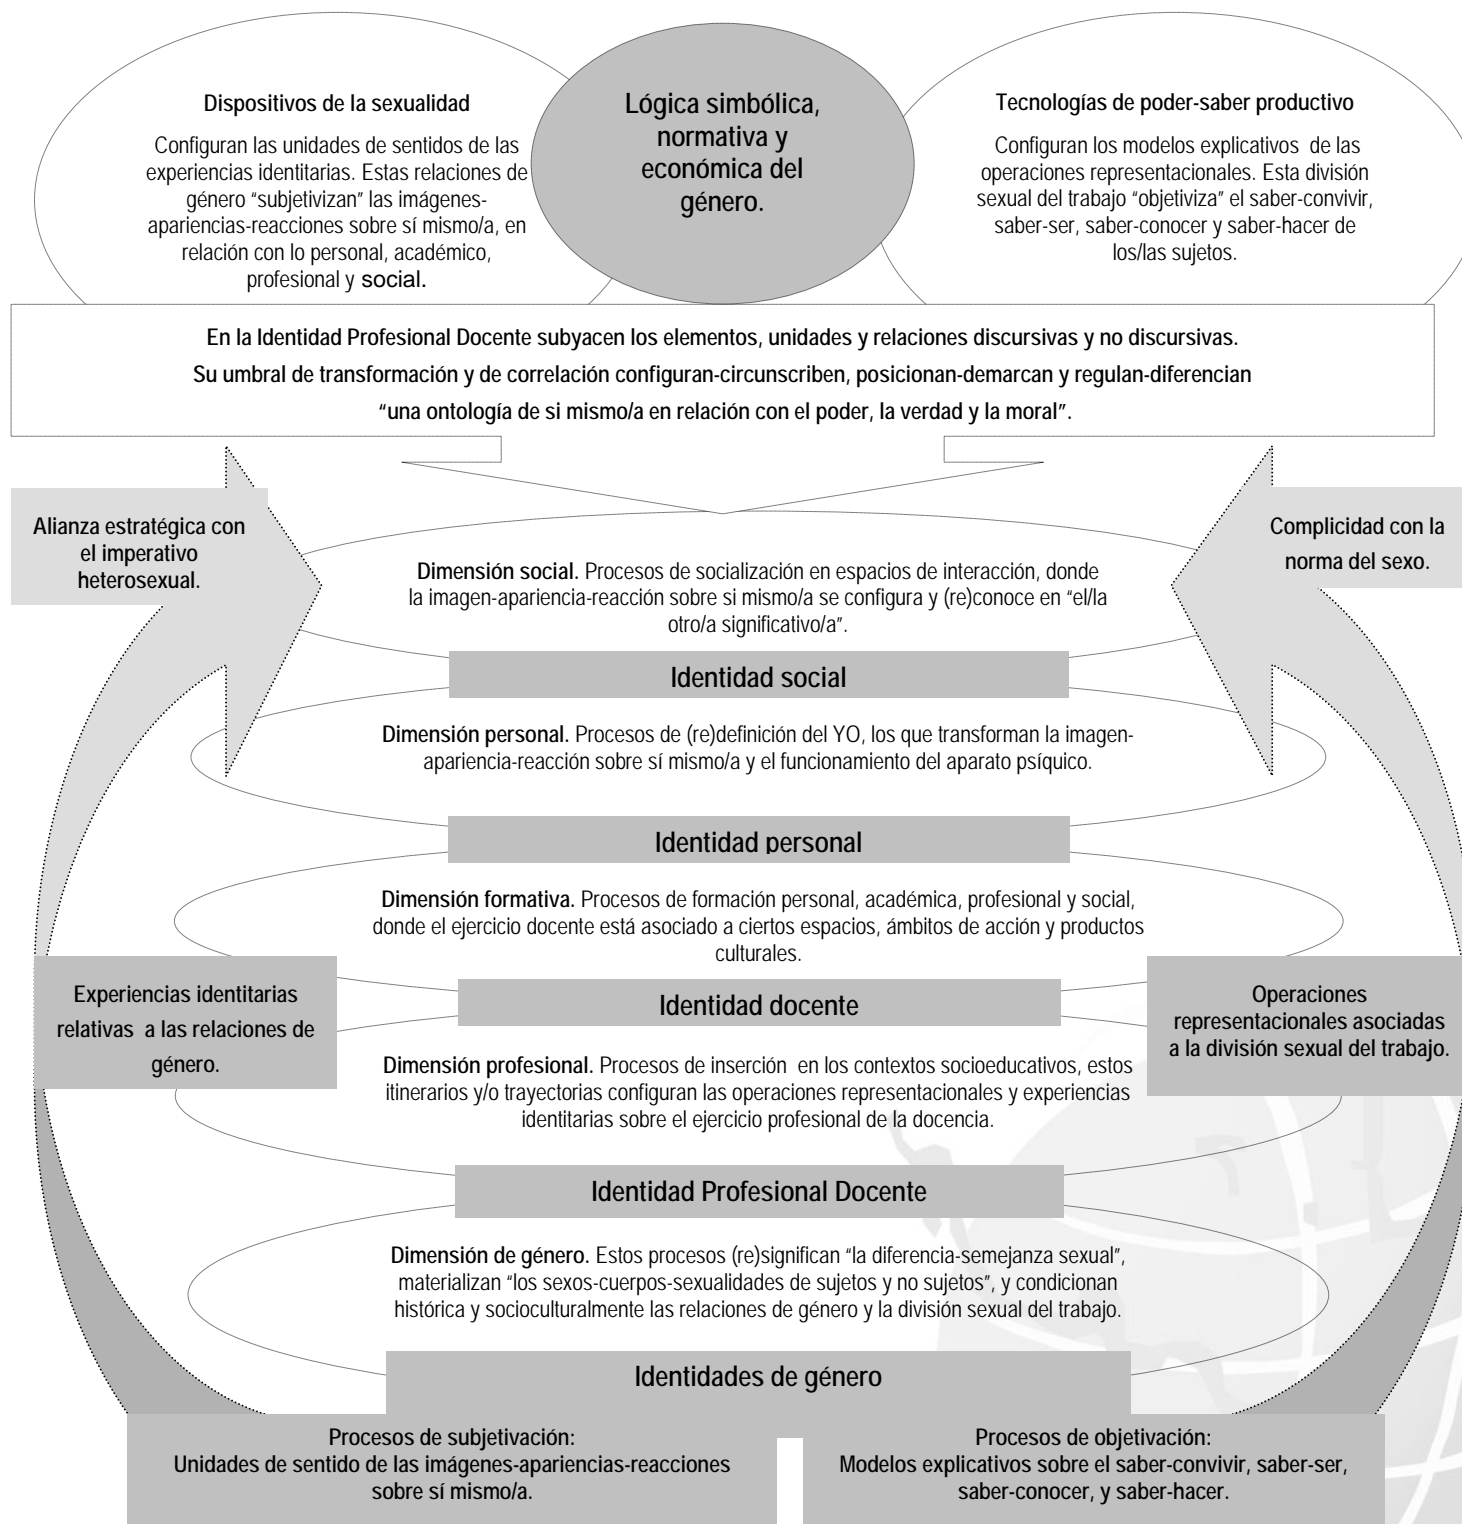 Dispositivos de la sexualidad
Configuran las unidades de sentidos de las
experiencias identitarias. Estas relaciones de
género “subjetivizan” las imágenes-
apariencias-reacciones sobre sí mismo/a, en
relación con lo personal, académico,
profesional y social.
Lógica simbólica,
normativa y
económica del
género.
Tecnologías de poder-saber productivo
Configuran los modelos explicativos de las
operaciones representacionales. Esta división
sexual del trabajo “objetiviza” el saber-convivir,
saber-ser, saber-conocer y saber-hacer de
los/las sujetos.
En la Identidad Profesional Docente subyacen los elementos, unidades y relaciones discursivas y no discursivas.
Su umbral de transformación y de correlación configuran-circunscriben, posicionan-demarcan y regulan-diferencian
“una ontología de si mismo/a en relación con el poder, la verdad y la moral”.
Alianza estratégica con
el imperativo
heterosexual.
Complicidad con la
norma del sexo.
Dimensión social. Procesos de socialización en espacios de interacción, donde
la imagen-apariencia-reacción sobre si mismo/a se configura y (re)conoce en “el/la
otro/a significativo/a”.
Identidad social
Dimensión personal. Procesos de (re)definición del YO, los que transforman la imagen-
apariencia-reacción sobre sí mismo/a y el funcionamiento del aparato psíquico.
Identidad personal
Dimensión formativa. Procesos de formación personal, académica, profesional y social,
donde el ejercicio docente está asociado a ciertos espacios, ámbitos de acción y productos
culturales.
Experiencias identitarias
relativas a las relaciones de
género.
Identidad docente
Operaciones
representacionales asociadas
a la división sexual del trabajo.
Dimensión profesional. Procesos de inserción en los contextos socioeducativos, estos
itinerarios y/o trayectorias configuran las operaciones representacionales y experiencias
identitarias sobre el ejercicio profesional de la docencia.
Identidad Profesional Docente
Dimensión de género. Estos procesos (re)significan “la diferencia-semejanza sexual”,
materializan “los sexos-cuerpos-sexualidades de sujetos y no sujetos”, y condicionan
histórica y socioculturalmente las relaciones de género y la división sexual del trabajo.
Identidades de género
Procesos de subjetivación:
Unidades de sentido de las imágenes-apariencias-reacciones
sobre sí mismo/a.
Procesos de objetivación:
Modelos explicativos sobre el saber-convivir, saber-ser,
saber-conocer, y saber-hacer.